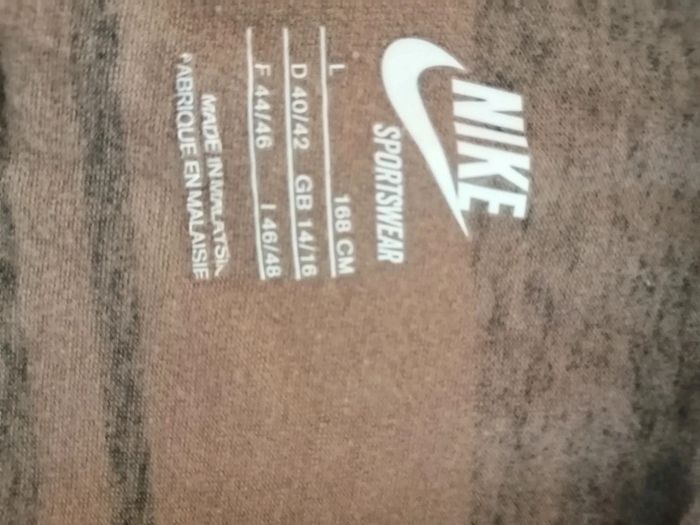 NIKE
SPORTSWEAR
L 168 CM
D 40/42 GB 14/16
F 44/46 I 46/48
MADE IN MALAYSIA
FABRIQUE EN MALAISIE